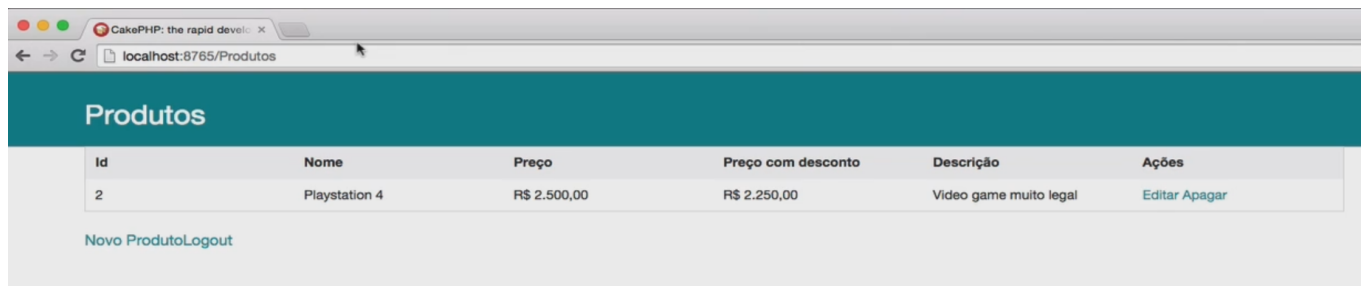 CakePHP: the rapid develo
localhost:8765/Produtos
Produtos
Id Nome Preço Preço com desconto Descrição Ações
2 Playstation 4 R$ 2.500,00 R$ 2.250,00 Video game muito legal Editar Apagar
Novo ProdutoLogout